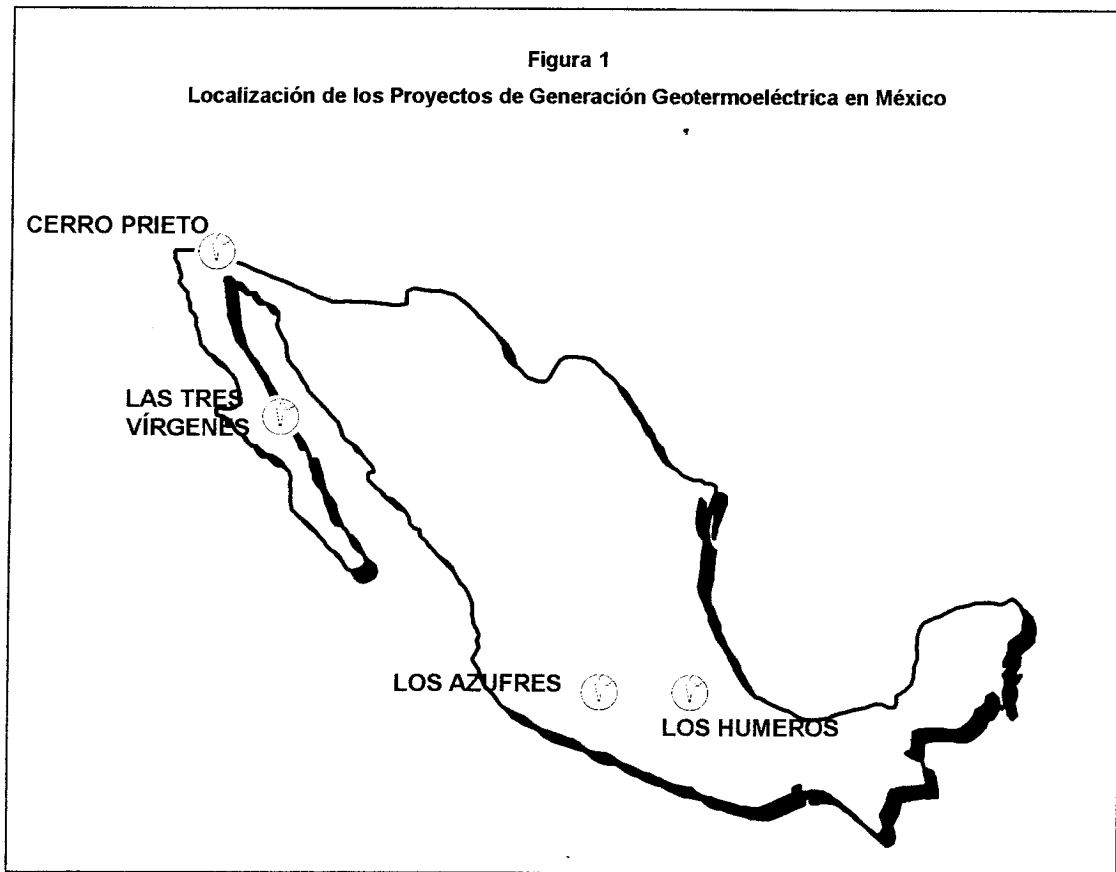 Figura 1
Localización de los Proyectos de Generación Geotermoeléctrica en México
CERRO PRIETO
LAS TRES
VÍRGENES
LOS AZUFRES
LOS HUMEROS